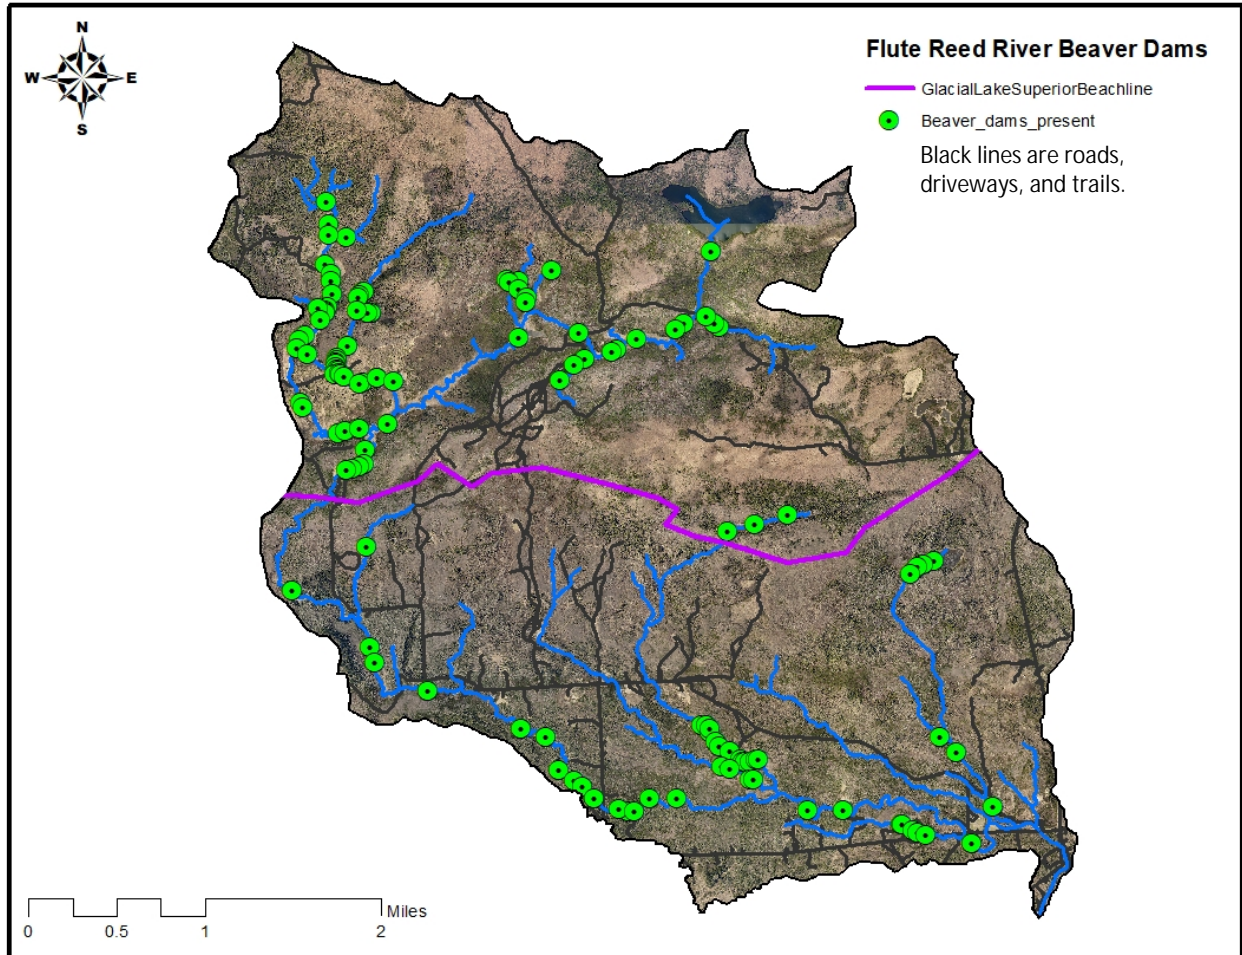 N
W E
S
Flute Reed River Beaver Dams
GlacialLakeSuperiorBeachline
Beaver_dams_present
Black lines are roads,
driveways, and trails.
Miles
0 0.5 1 2